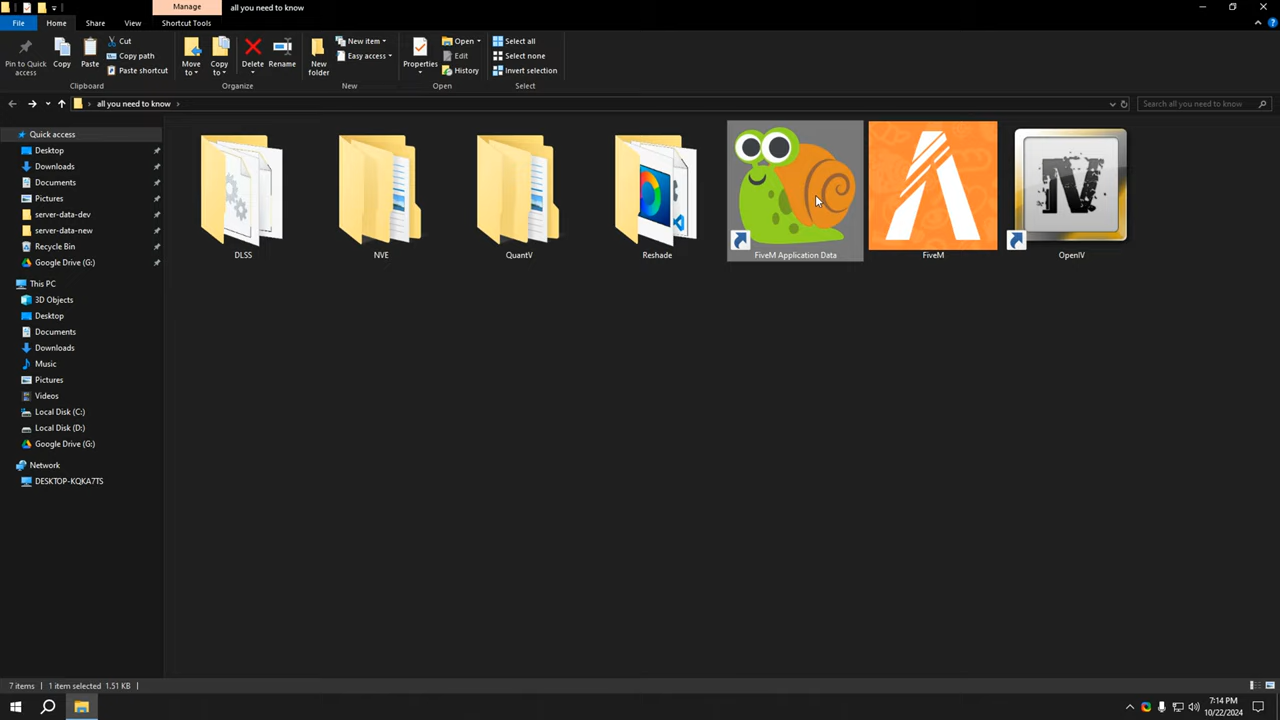 Manage
all you need to know
File
Home
Share
View
Shortcut Tools
Pin to Quick access
Copy
Paste
Cut
Copy path
Paste shortcut
Clipboard
Move to
Copy to
Delete
Rename
Organize
New folder
New item
Easy access
New
Properties
Open
Edit
History
Open
Select all
Select none
Invert selection
Select
all you need to know
Search all you need to know
Quick access
Desktop
Downloads
Documents
Pictures
server-data-dev
server-data-new
Recycle Bin
Google Drive (G:)
This PC
3D Objects
Desktop
Documents
Downloads
Music
Pictures
Videos
Local Disk (C:)
Local Disk (D:)
Google Drive (G:)
Network
DESKTOP-KQKA7TS
DLSS
NVE
QuantV
Reshade
FiveM Application Data
FiveM
IV
OpenIV
7 items
1 item selected 1.51 KB
7:14 PM
10/22/2024